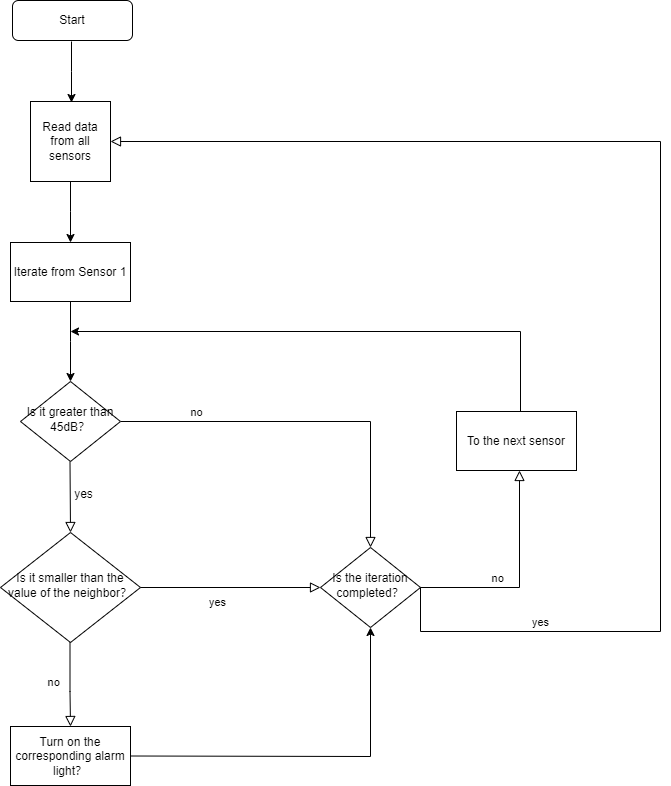 Start
Read data
from all
sensors
Iterate from Sensor 1
Is it greater than
45dB?
no
To the next sensor
yes
Is it smaller than the
value of the neighbor?
yes
Is the iteration
completed?
no
yes
no
Turn on the
corresponding alarm
light?